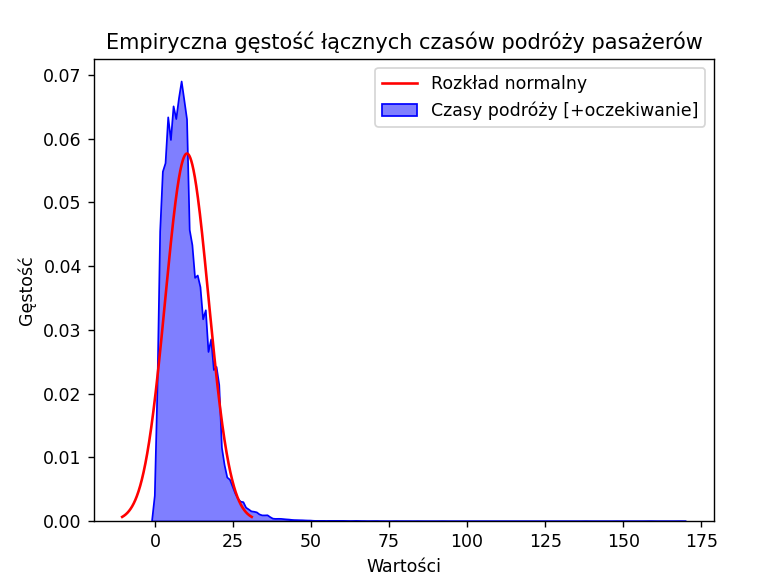 Empiryczna gęstość łącznych czasów podróży pasażerów
Rozkład normalny
Czasy podróży [+oczekiwanie]
Gęstość
0.07
0.06
0.05
0.04
0.03
0.02
0.01
0.00
0 25 50 75 100 125 150 175
Wartości